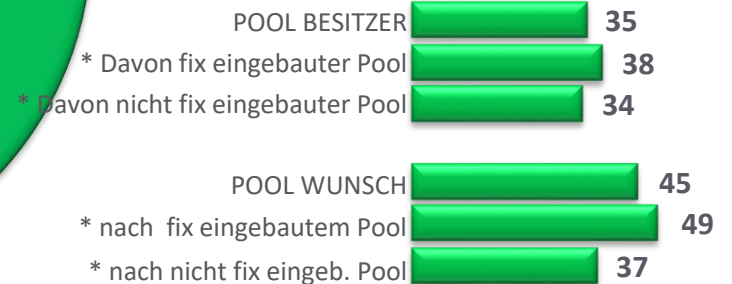 POOL BESITZER 35
* Davon fix eingebauter Pool 38
* Davon nicht fix eingebauter Pool 34
POOL WUNSCH 45
* nach fix eingebautem Pool 49
* nach nicht fix eingeb. Pool 37